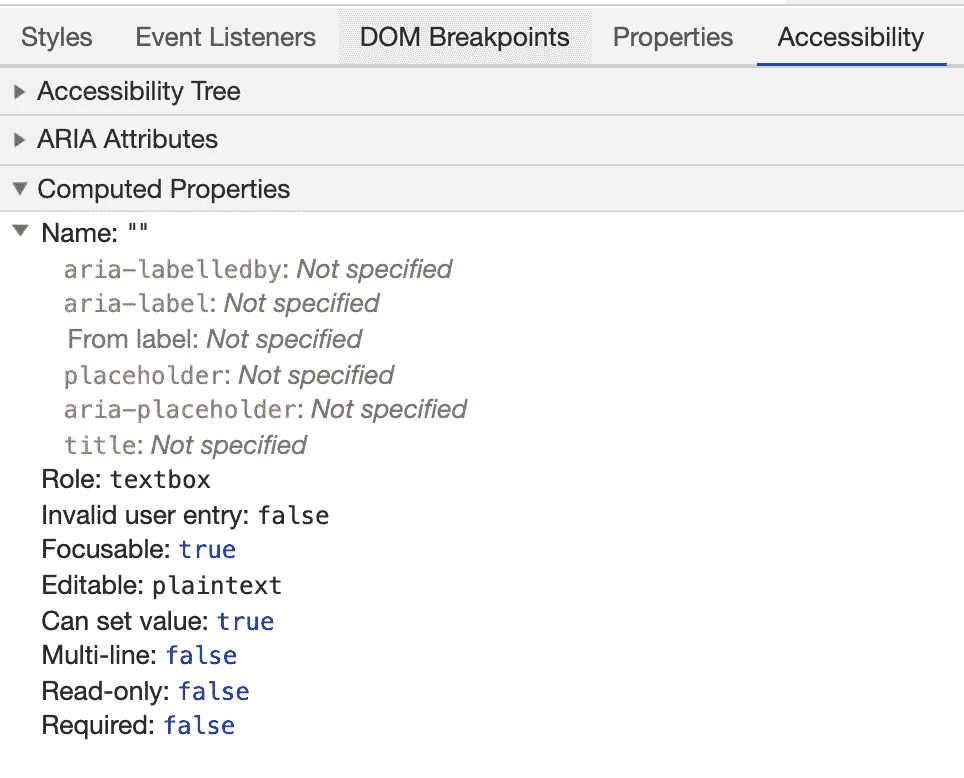 Styles Event Listeners DOM Breakpoints Properties Accessibility
Accessibility Tree
ARIA Attributes
Computed Properties
Name: ""
aria-labelledby: Not specified
aria-label: Not specified
From label: Not specified
placeholder: Not specified
aria-placeholder: Not specified
title: Not specified
Role: textbox
Invalid user entry: false
Focusable: true
Editable: plaintext
Can set value: true
Multi-line: false
Read-only: false
Required: false